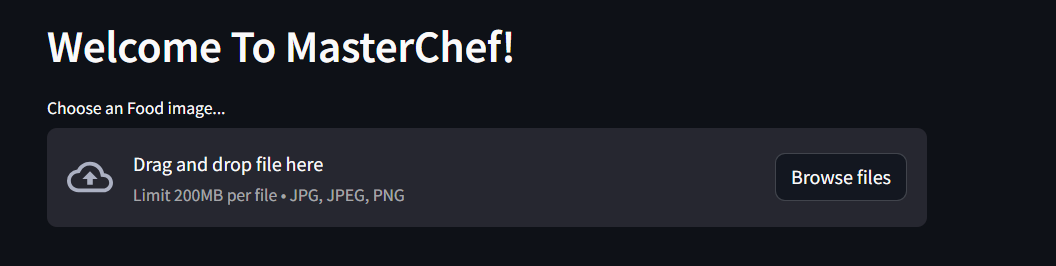 Welcome To MasterChef!
Choose an Food image...
Drag and drop file here
Limit 200MB per file • JPG, JPEG, PNG
Browse files